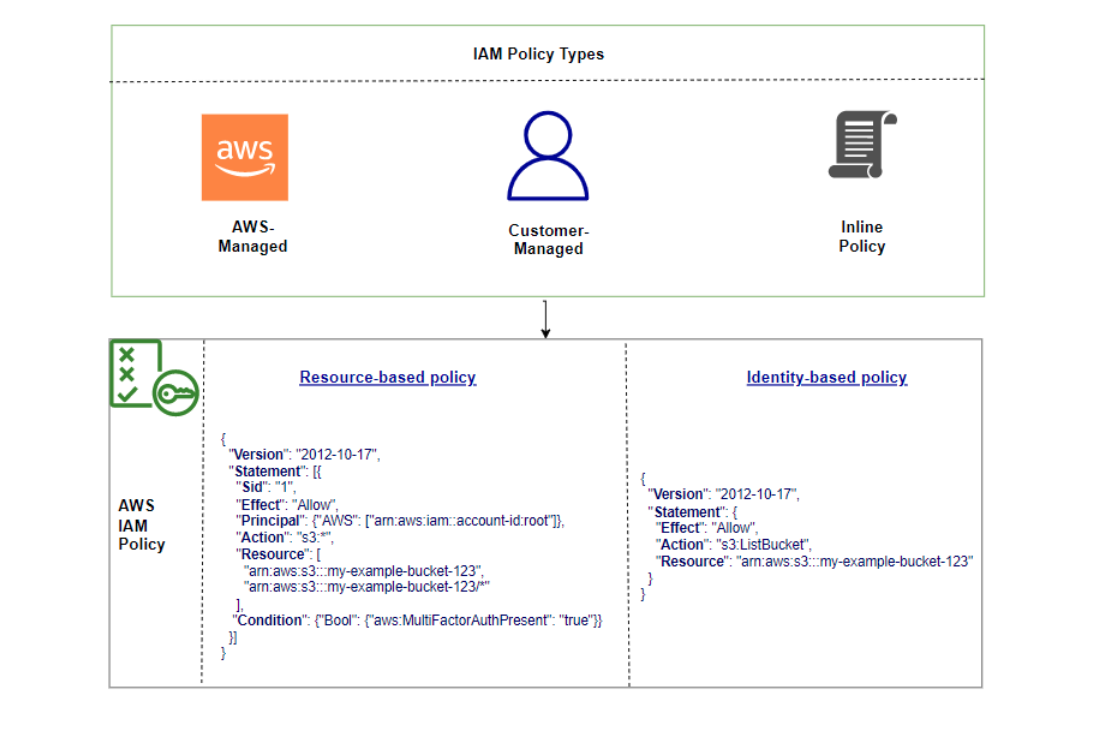 IAM Policy Types
aws
AWS-
Managed
Customer-
Managed
Inline
Policy
Resource-based policy
Identity-based policy
AWS
IAM
Policy
{
"Version": "2012-10-17",
"Statement": [{
"Sid": "1",
"Effect": "Allow",
"Principal": {"AWS": ["arn:aws:iam::account-id:root"]},
"Action": "s3:*",
"Resource": [
"arn:aws:s3:::my-example-bucket-123",
"arn:aws:s3:::my-example-bucket-123/*"
],
"Condition": {"Bool": {"aws:MultiFactorAuthPresent": "true"}}
}]
}
{
"Version": "2012-10-17",
"Statement": {
"Effect": "Allow",
"Action": "s3:ListBucket",
"Resource": "arn:aws:s3:::my-example-bucket-123"
}
}